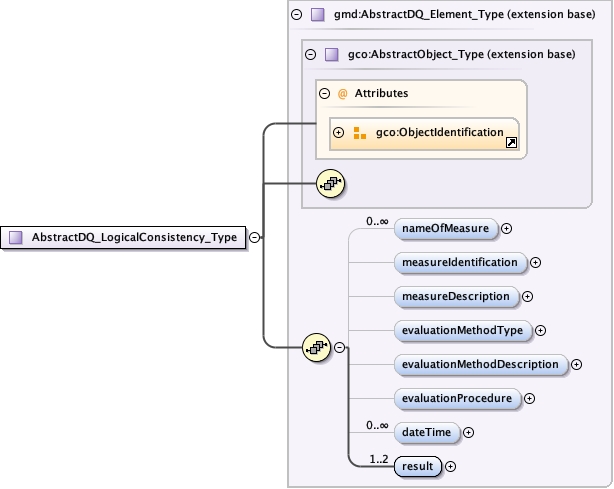 gmd:AbstractDQ_Element_Type (extension base)
gco:AbstractObject_Type (extension base)
@ Attributes
gco:ObjectIdentification
AbstractDQ_LogicalConsistency_Type
0..∞
nameOfMeasure
measureIdentification
measureDescription
evaluationMethodType
evaluationMethodDescription
evaluationProcedure
0..∞
dateTime
1..2
result